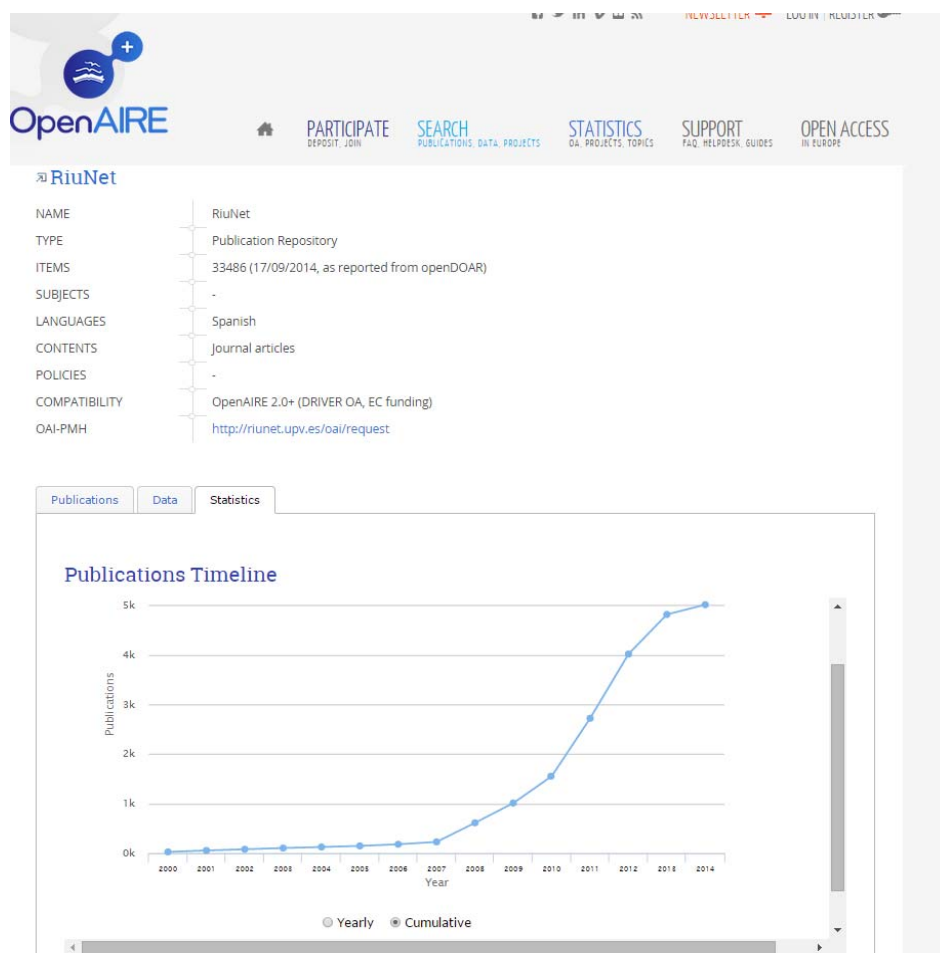 NEWSLETTER LOG IN | REGISTER
OpenAIRE
PARTICIPATE SEARCH STATISTICS SUPPORT OPEN ACCESS
DEPOSIT, JOIN PUBLICATIONS, DATA, PROJECTS OA, PROJECTS, TOPICS FAQ, HELPDESK, GUIDES IN EUROPE
RiuNet
NAME RiuNet
TYPE Publication Repository
ITEMS 33486 (17/09/2014, as reported from openDOAR)
SUBJECTS -
LANGUAGES Spanish
CONTENTS Journal articles
POLICIES -
COMPATIBILITY OpenAIRE 2.0+ (DRIVER OA, EC funding)
OAI-PMH http://riunet.upv.es/oai/request
Publications Data Statistics
Publications Timeline
5k
4k
3k
2k
1k
0k
Publications
2000 2001 2002 2003 2004 2005 2006 2007 2008 2009 2010 2011 2012 2013 2014
Year
Yearly Cumulative